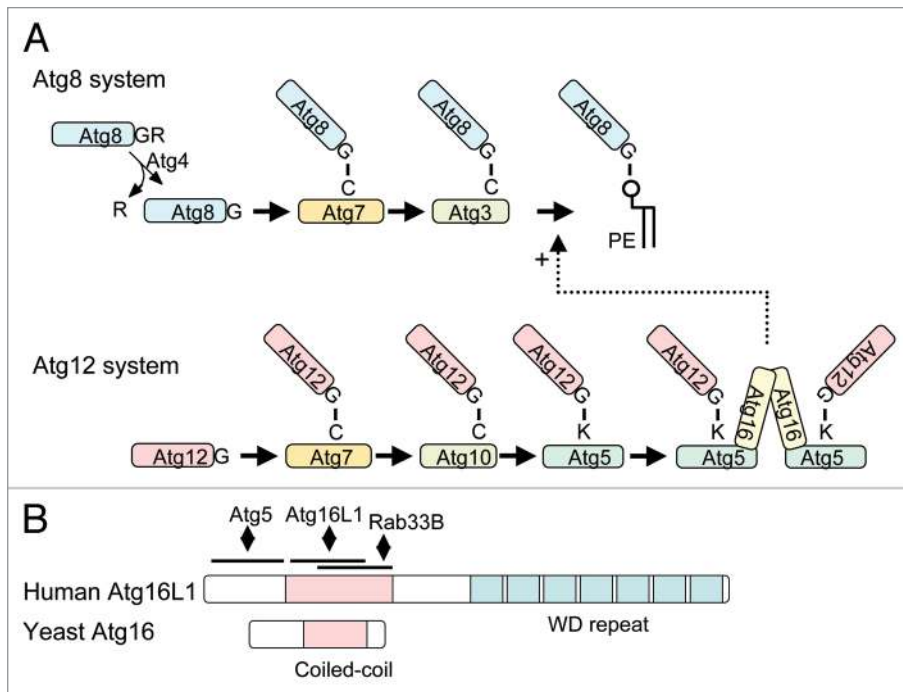 A
Atg8 system
Atg8 GR
Atg4
R
Atg8 G
Atg8
G
C
Atg7
Atg8
G
C
Atg3
Atg8
G
PE
+
Atg12 system
Atg12 G
Atg12
G
C
Atg7
Atg12
G
C
Atg10
Atg12
G
K
Atg5
Atg12
G
K
Atg5
Atg16
Atg16
Atg12
G
K
Atg5
B
Atg5
Atg16L1
Rab33B
Human Atg16L1
WD repeat
Yeast Atg16
Coiled-coil